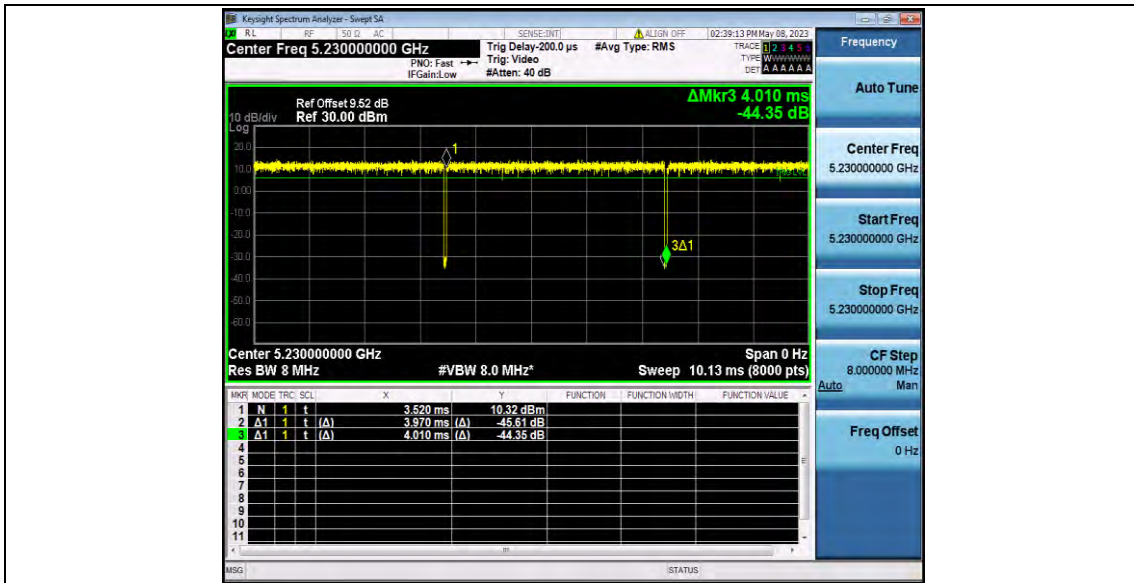 Keysight Spectrum Analyzer - Swept SA
RL RF 50 Ω AC SENSE:INT ALIGN OFF 02:39:13 PM May 08, 2023
Center Freq 5.230000000 GHz
PNO: Fast
IFGain:Low
Trig Delay-200.0 µs
Trig: Video
#Atten: 40 dB
#Avg Type: RMS
TRACE 1 2 3 4 5 6
TYPE WWWWWW
DET A A A A A A
ΔMkr3 4.010 ms
-44.35 dB
Ref Offset 9.52 dB
10 dB/div Ref 30.00 dBm
Log
20.0
10.0
0.00
-10.0
-20.0
-30.0
-40.0
-50.0
-60.0
1
3Δ1
Center 5.230000000 GHz Span 0 Hz
Res BW 8 MHz #VBW 8.0 MHz* Sweep 10.13 ms (8000 pts)
MKR MODE TRC SCL X Y FUNCTION FUNCTION WIDTH FUNCTION VALUE
1 N 1 t 3.520 ms 10.32 dBm
2 Δ1 1 t (Δ) 3.970 ms (Δ) -45.61 dB
3 Δ1 1 t (Δ) 4.010 ms (Δ) -44.35 dB
4
5
6
7
8
9
10
11
MSG STATUS
Frequency
Auto Tune
Center Freq
5.230000000 GHz
Start Freq
5.230000000 GHz
Stop Freq
5.230000000 GHz
CF Step
8.000000 MHz
Auto Man
Freq Offset
0 Hz